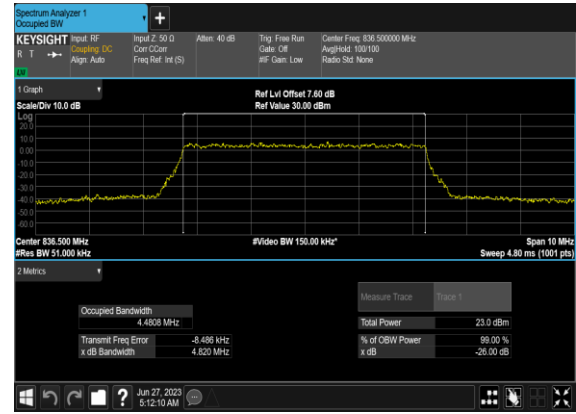 Spectrum Analyzer 1
Occupied BW
+
KEYSIGHT Input: RF Input Z: 50 Ω Atten: 40 dB Trig: Free Run Center Freq: 836.500000 MHz
R T Coupling: DC Corr CCorr Gate: Off Avg|Hold: 100/100
Align: Auto Freq Ref: Int (S) #IF Gain: Low Radio Std: None
LXI
1 Graph
Ref Lvl Offset 7.60 dB
Scale/Div 10.0 dB Ref Value 30.00 dBm
Log
20.0
10.0
0.00
-10.0
-20.0
-30.0
-40.0
-50.0
-60.0
Center 836.500 MHz #Video BW 150.00 kHz* Span 10 MHz
#Res BW 51.000 kHz Sweep 4.80 ms (1001 pts)
2 Metrics
Measure Trace Trace 1
Occupied Bandwidth
4.4808 MHz Total Power 23.0 dBm
Transmit Freq Error -8.486 kHz % of OBW Power 99.00 %
x dB Bandwidth 4.820 MHz x dB -26.00 dB
? Jun 27, 2023
5:12:10 AM